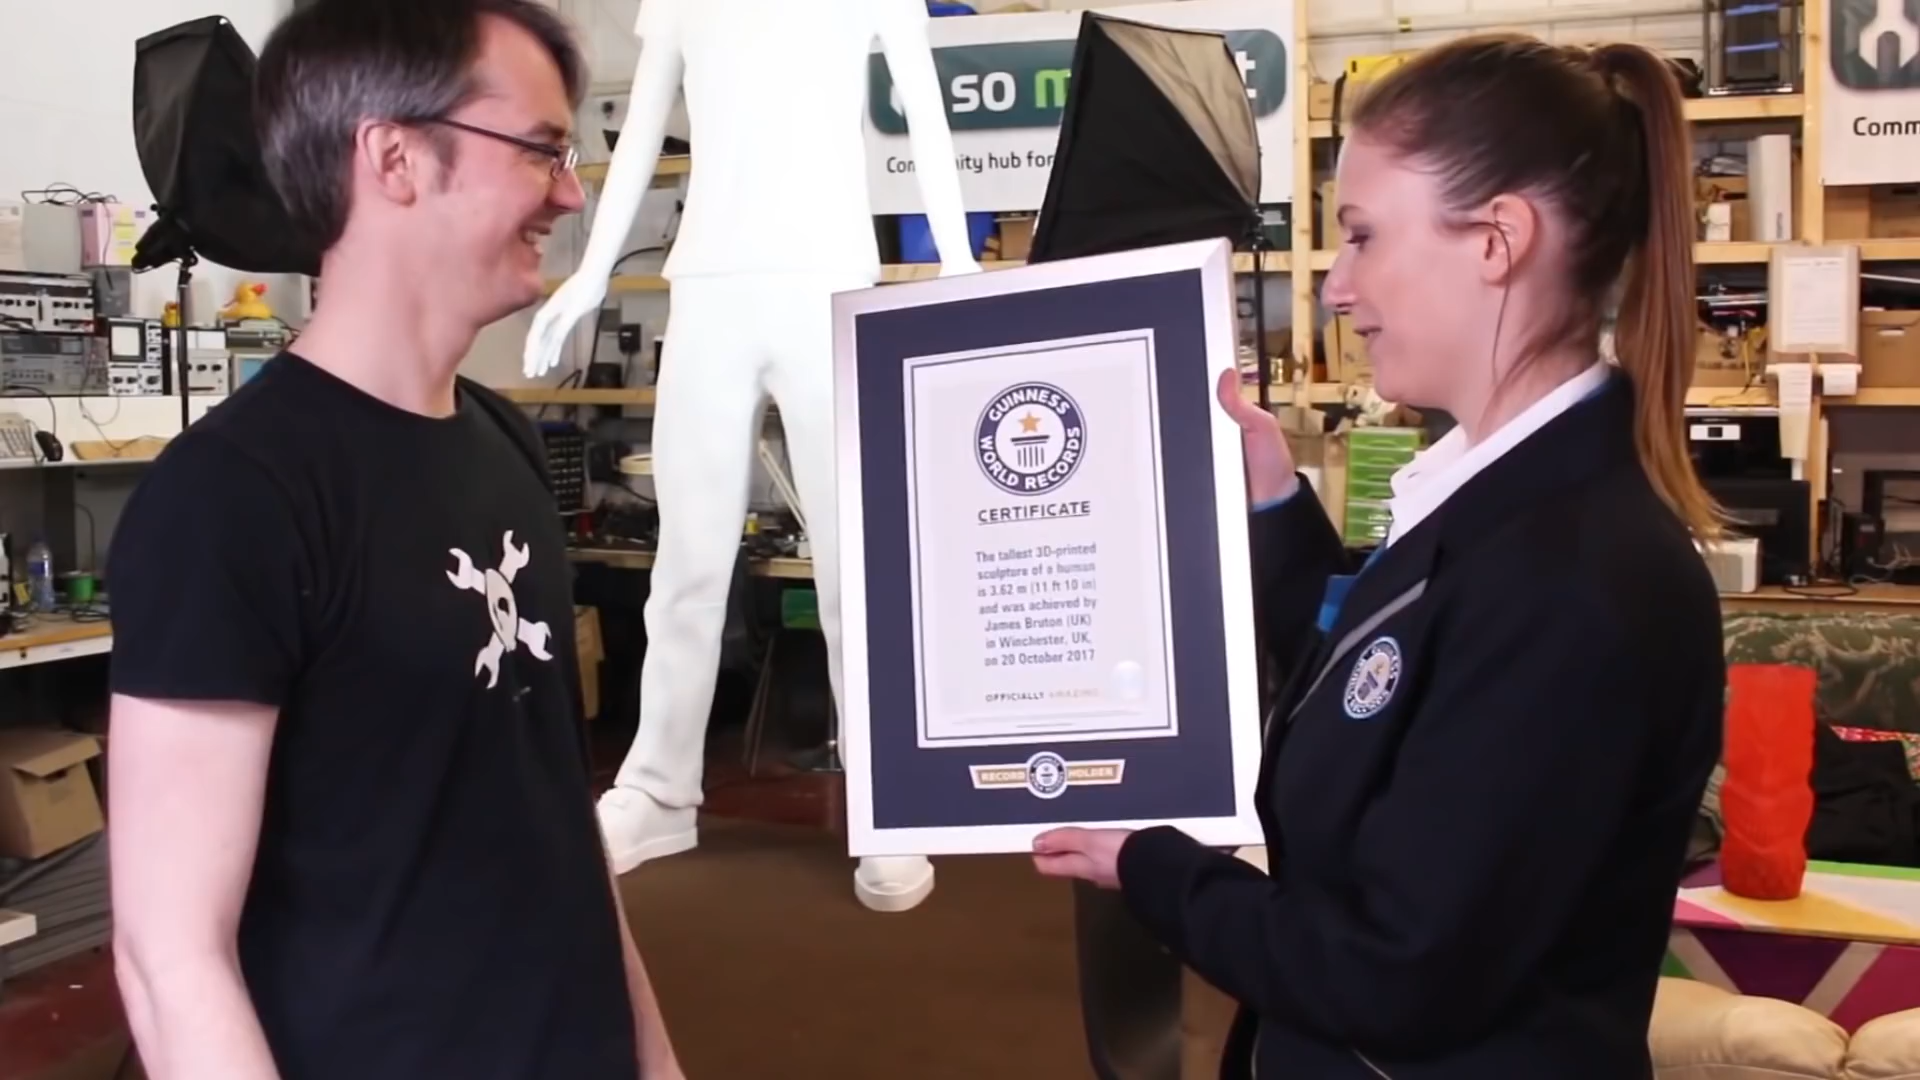 so m
t
Community hub for
Comm
GUINNESS
WORLD RECORDS
CERTIFICATE
The tallest 3D-printed
sculpture of a human
is 3.62 m (11 ft 10 in)
and was achieved by
James Bruton (UK)
in Winchester, UK,
on 20 October 2017
OFFICIALLY AMAZING
RECORD HOLDER